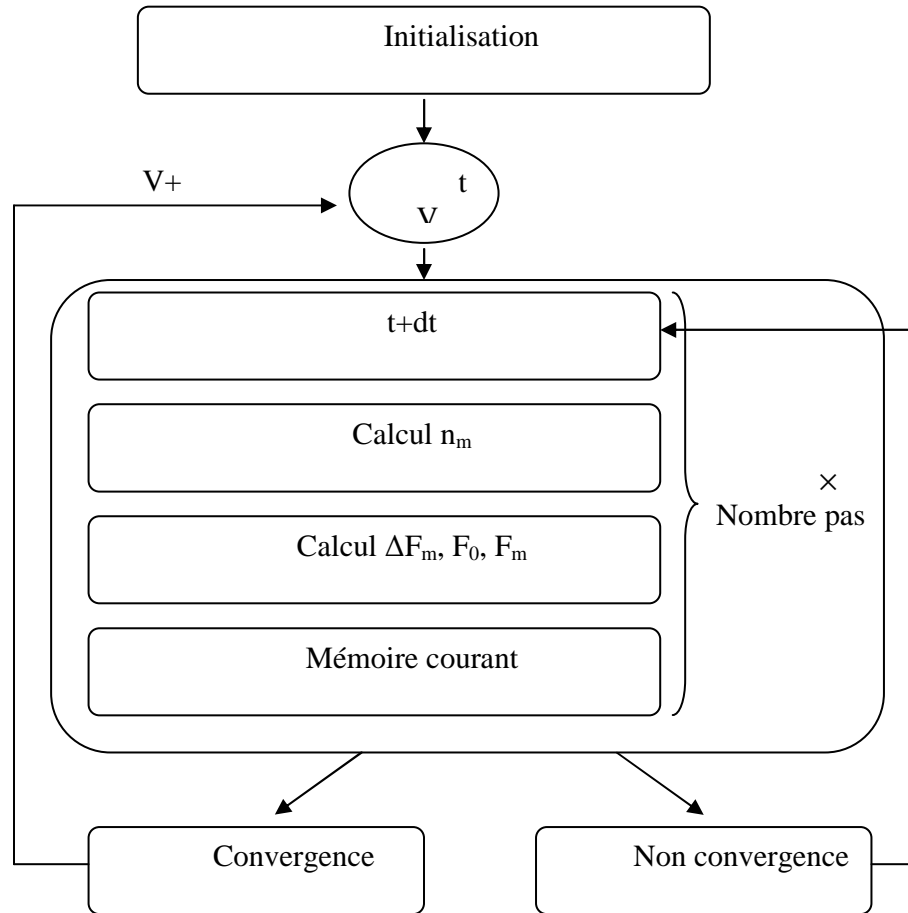 Initialisation
V+
t
V
t+dt
Calcul nₘ
×
Nombre pas
Calcul ΔFₘ, F₀, Fₘ
Mémoire courant
Convergence
Non convergence